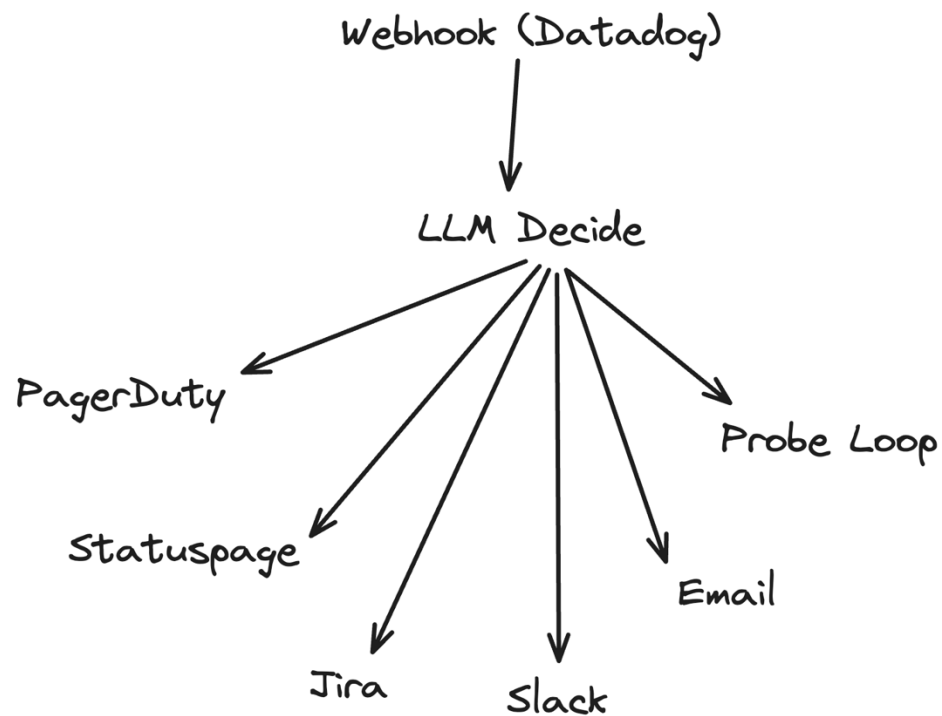 Webhook (Datadog)
LLM Decide
PagerDuty
Probe Loop
Statuspage
Email
Jira
Slack